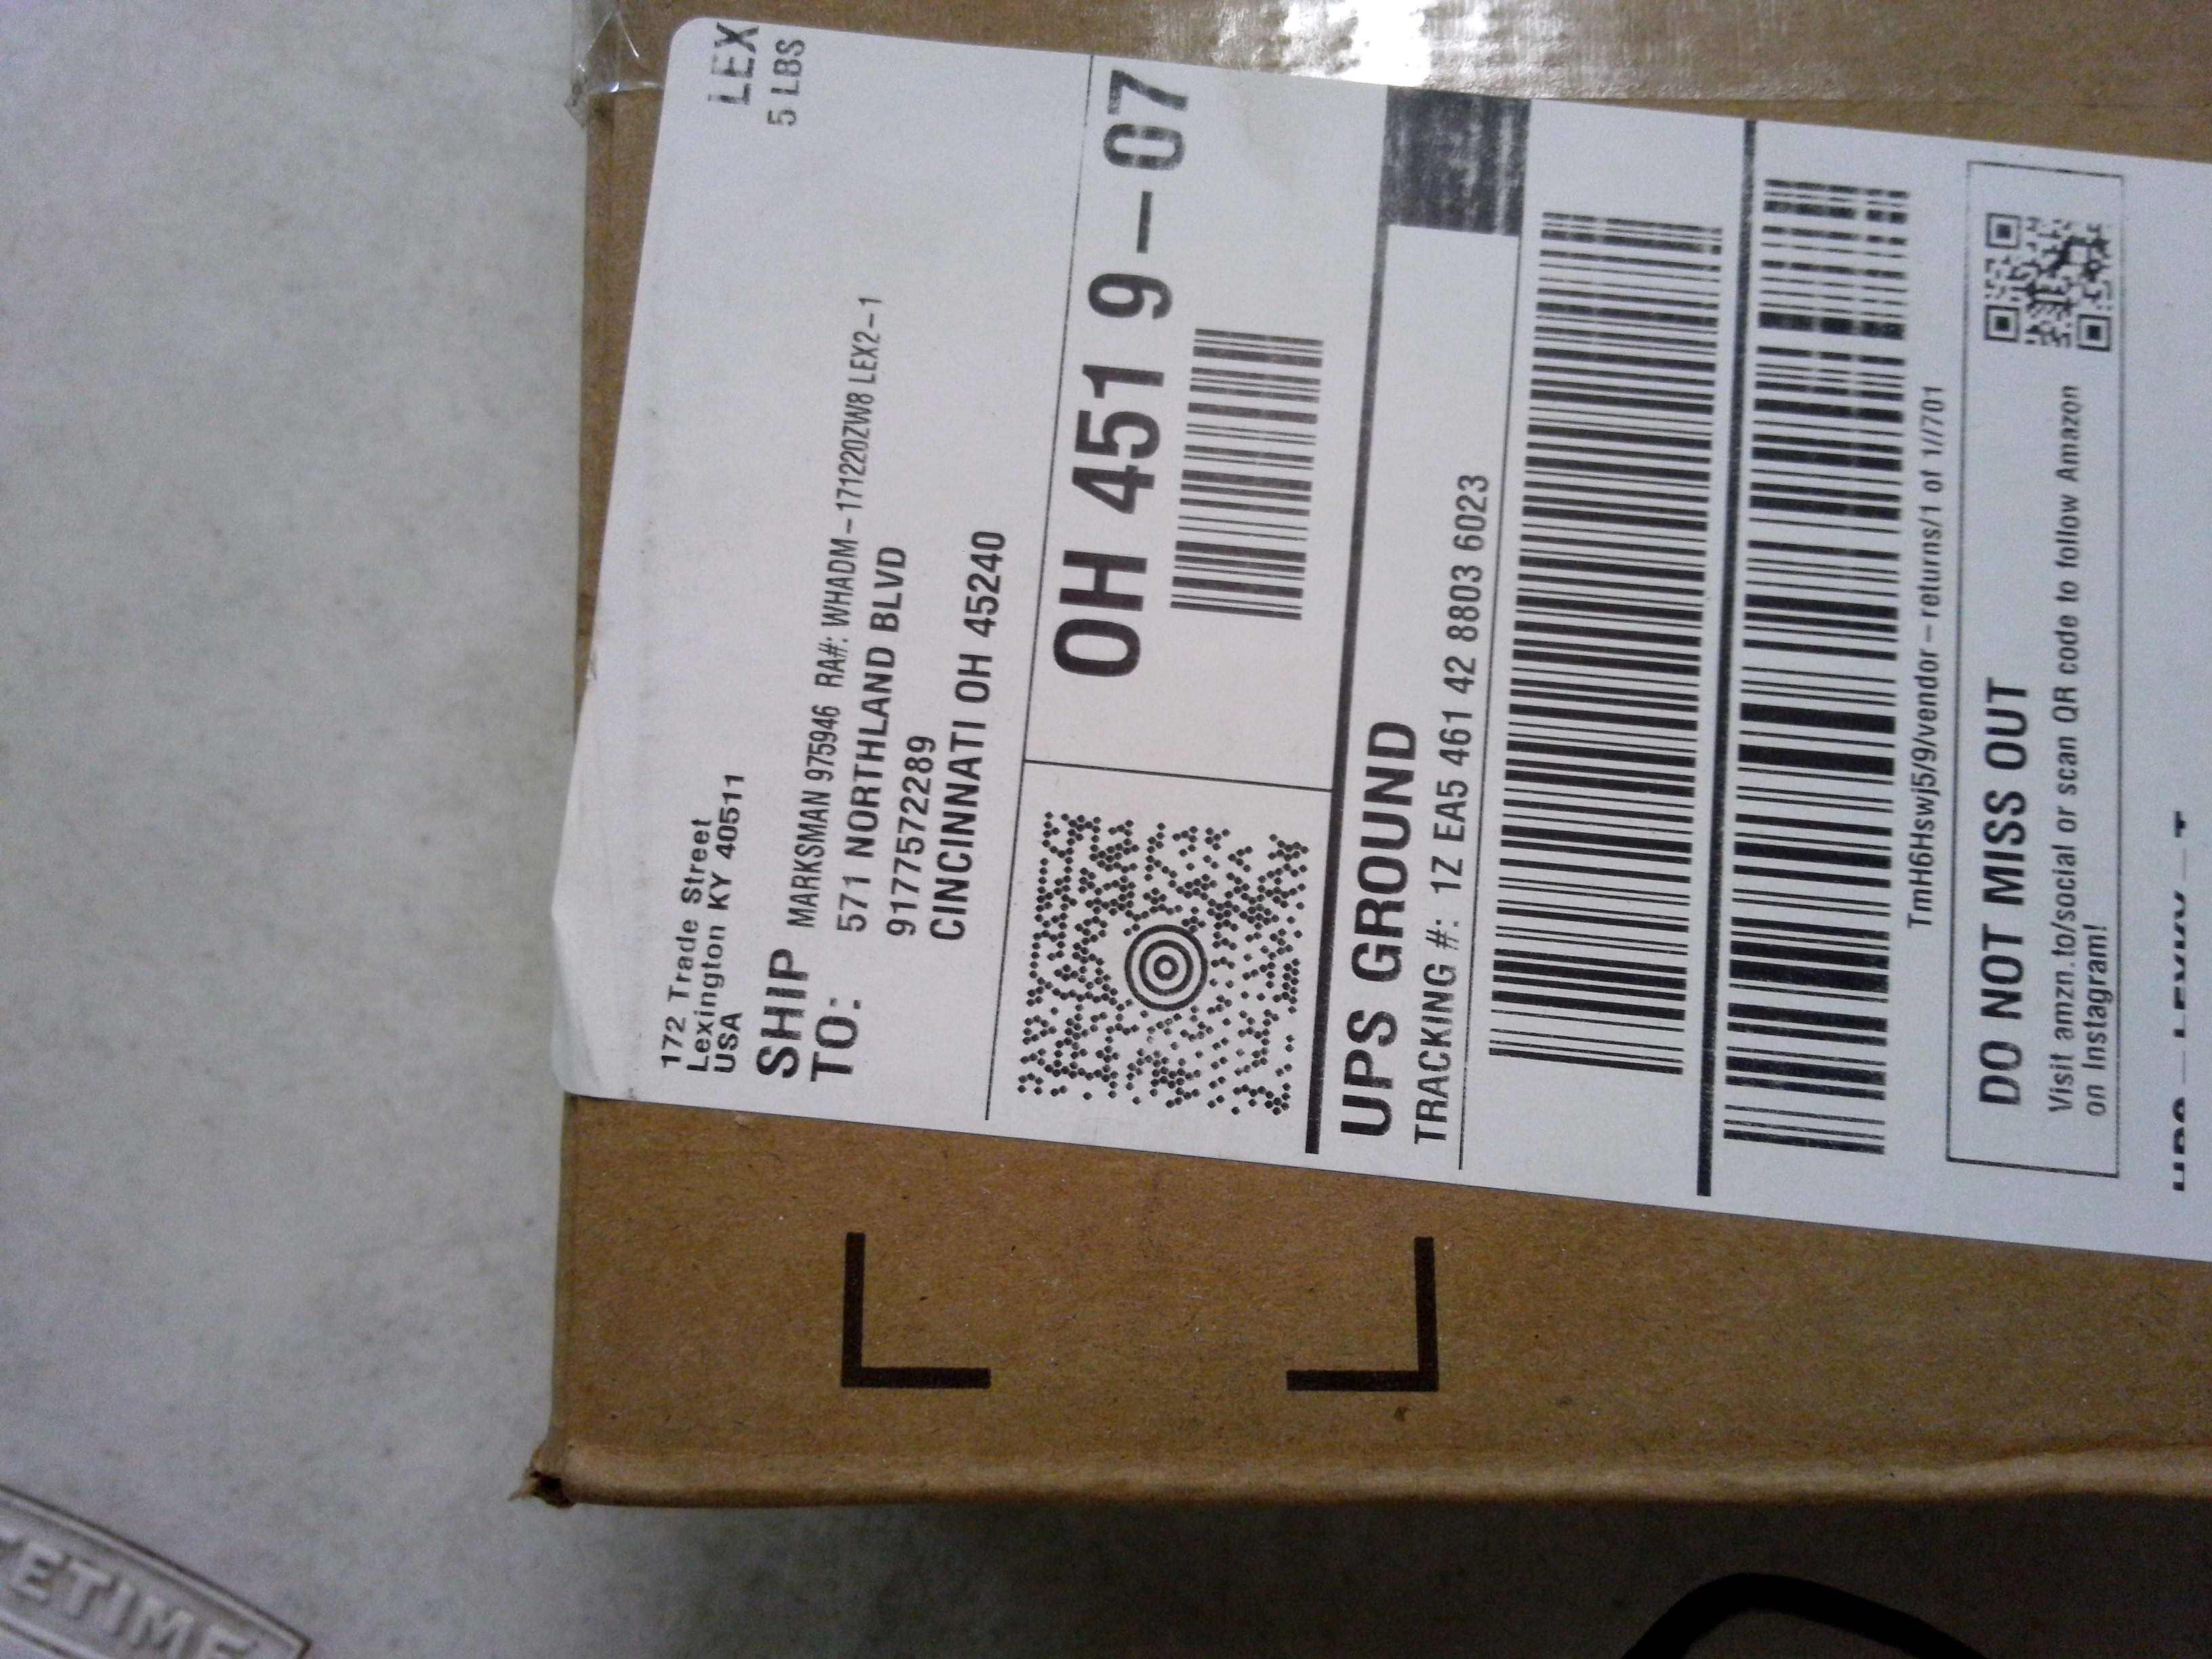 172 Trade Street
Lexington KY 40511
USA
LEX
5 LBS
SHIP TO:
MARKSMAN 975946 RA#: WHADM-171220ZW8 LEX2-1
571 NORTHLAND BLVD
9177572289
CINCINNATI OH 45240
OH 451 9-07
UPS GROUND
TRACKING #: 1Z EA5 461 42 8803 6023
TmH6Hswj5/9/vendor-returns/1 of 1//701
DO NOT MISS OUT
Visit amzn.to/social or scan QR code to follow Amazon
on Instagram!
ETIME